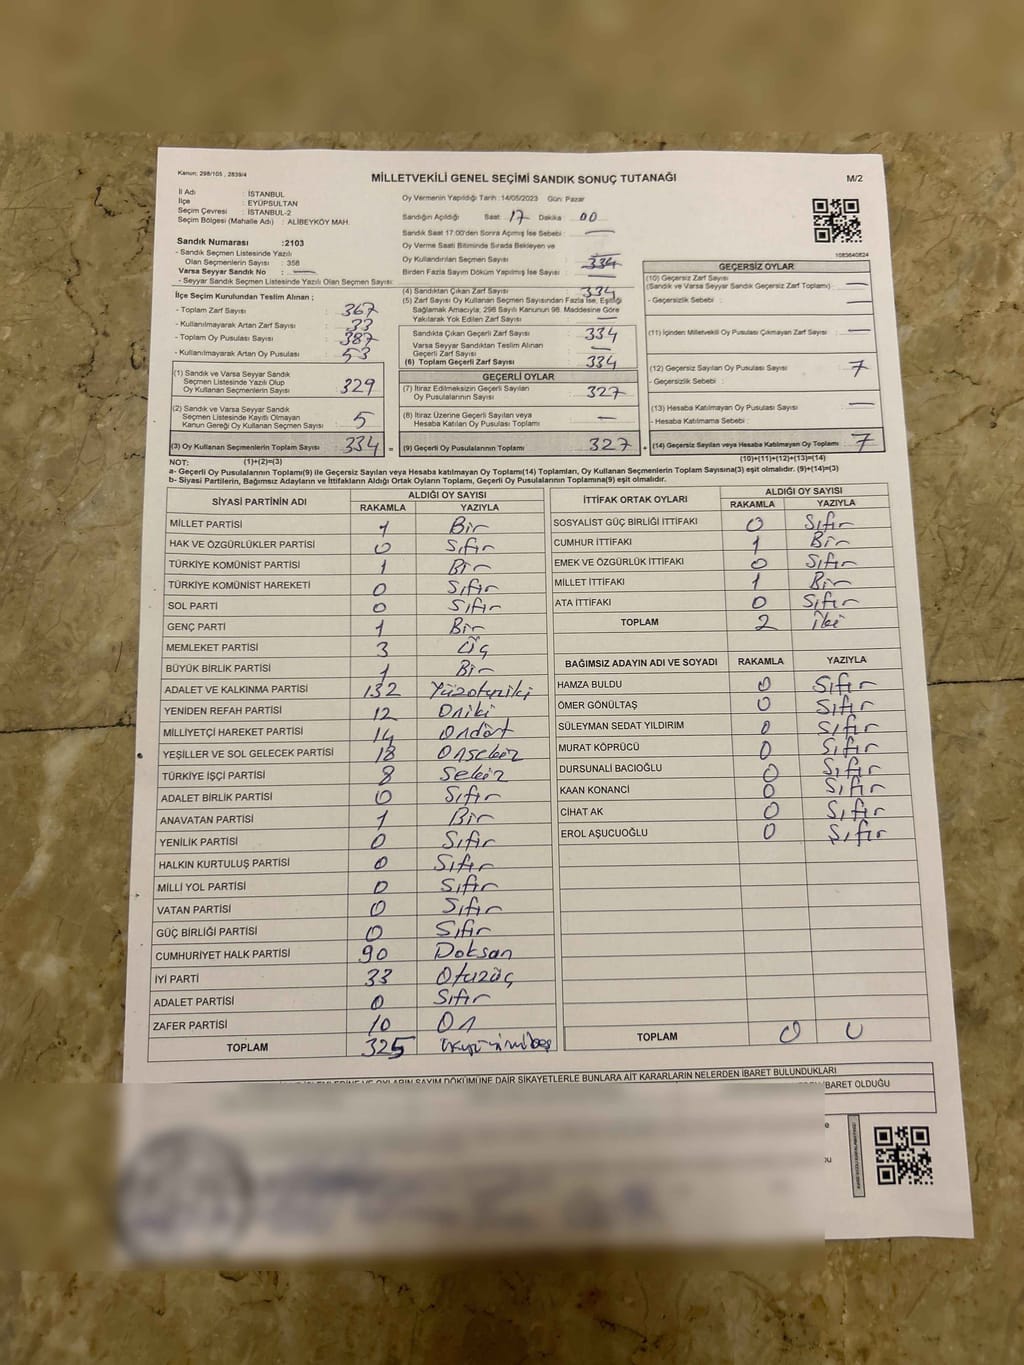 Kanun; 298/105 , 2839/4
MİLLETVEKİLİ GENEL SEÇİMİ SANDIK SONUÇ TUTANAĞI
M/2
İl Adı : İSTANBUL
İlçe : EYÜPSULTAN
Seçim Çevresi : İSTANBUL-2
Seçim Bölgesi (Mahalle Adı) : ALİBEYKÖY MAH.
Sandık Numarası :2103
- Sandık Seçmen Listesinde Yazılı
Olan Seçmenlerin Sayısı : 358
Varsa Seyyar Sandık No : —
- Seyyar Sandık Seçmen Listesinde Yazılı Olan Seçmen Sayısı:
İlçe Seçim Kurulundan Teslim Alınan ;
- Toplam Zarf Sayısı : 367
- Kullanılmayarak Artan Zarf Sayısı : 33
- Toplam Oy Pusulası Sayısı : 387
- Kullanılmayarak Artan Oy Pusulası : 53
(1) Sandık ve Varsa Seyyar Sandık
Seçmen Listesinde Yazılı Olup
Oy Kullanan Seçmenlerin Sayısı : 329
(2) Sandık ve Varsa Seyyar Sandık
Seçmen Listesinde Kayıtlı Olmayan
Kanun Gereği Oy Kullanan Seçmen Sayısı : 5
(3) Oy Kullanan Seçmenlerin Toplam Sayısı : 334 =
Oy Vermenin Yapıldığı Tarih :14/05/2023 Gün: Pazar
Sandığın Açıldığı Saat: 17 Dakika : 00
Sandık Saat 17:00'den Sonra Açılmış İse Sebebi : —
Oy Verme Saati Bitiminde Sırada Bekleyen ve
Oy Kullandırılan Seçmen Sayısı : 334
Birden Fazla Sayım Döküm Yapılmış İse Sayısı : —
(4) Sandıktan Çıkan Zarf Sayısı : 334
(5) Zarf Sayısı Oy Kullanan Seçmen Sayısından Fazla İse, Eşitliği
Sağlamak Amacıyla; 298 Sayılı Kanunun 98. Maddesine Göre
Yakılarak Yok Edilen Zarf Sayısı : —
Sandıkta Çıkan Geçerli Zarf Sayısı : 334
Varsa Seyyar Sandıktan Teslim Alınan
Geçerli Zarf Sayısı : —
(6) Toplam Geçerli Zarf Sayısı : 334
GEÇERLİ OYLAR
(7) İtiraz Edilmeksizin Geçerli Sayılan
Oy Pusulalarının Sayısı : 327
(8) İtiraz Üzerine Geçerli Sayılan veya
Hesaba Katılan Oy Pusulaları Toplamı : —
(9) Geçerli Oy Pusulalarının Toplamı : 327 +
1083640824
GEÇERSİZ OYLAR
(10) Geçersiz Zarf Sayısı
(Sandık ve Varsa Seyyar Sandık Geçersiz Zarf Toplamı) : —
- Geçersizlik Sebebi : —
(11) İçinden Milletvekili Oy Pusulası Çıkmayan Zarf Sayısı : —
(12) Geçersiz Sayılan Oy Pusulası Sayısı : 7
- Geçersizlik Sebebi :
(13) Hesaba Katılmayan Oy Pusulası Sayısı : —
- Hesaba Katılmama Sebebi :
(14) Geçersiz Sayılan veya Hesaba Katılmayan Oy Toplamı : 7
NOT: (1)+(2)=(3) (10)+(11)+(12)+(13)=(14)
a- Geçerli Oy Pusulalarının Toplamı(9) ile Geçersiz Sayılan veya Hesaba katılmayan Oy Toplamı(14) Toplamları, Oy Kullanan Seçmenlerin Toplam Sayısına(3) eşit olmalıdır. (9)+(14)=(3)
b- Siyasi Partilerin, Bağımsız Adayların ve İttifakların Aldığı Ortak Oyların Toplamı, Geçerli Oy Pusulalarının Toplamına(9) eşit olmalıdır.
SİYASİ PARTİNİN ADI ALDIĞI OY SAYISI
RAKAMLA YAZIYLA
MİLLET PARTİSİ 1 Bir
HAK VE ÖZGÜRLÜKLER PARTİSİ 0 Sıfır
TÜRKİYE KOMÜNİST PARTİSİ 1 Bir
TÜRKİYE KOMÜNİST HAREKETİ 0 Sıfır
SOL PARTİ 0 Sıfır
GENÇ PARTİ 1 Bir
MEMLEKET PARTİSİ 3 Üç
BÜYÜK BİRLİK PARTİSİ 1 Bir
ADALET VE KALKINMA PARTİSİ 132 Yüzotuziki
YENİDEN REFAH PARTİSİ 12 Oniki
MİLLİYETÇİ HAREKET PARTİSİ 14 Ondört
YEŞİLLER VE SOL GELECEK PARTİSİ 18 Onsekiz
TÜRKİYE İŞÇİ PARTİSİ 8 Sekiz
ADALET BİRLİK PARTİSİ 0 Sıfır
ANAVATAN PARTİSİ 1 Bir
YENİLİK PARTİSİ 0 Sıfır
HALKIN KURTULUŞ PARTİSİ 0 Sıfır
MİLLİ YOL PARTİSİ 0 Sıfır
VATAN PARTİSİ 0 Sıfır
GÜÇ BİRLİĞİ PARTİSİ 0 Sıfır
CUMHURİYET HALK PARTİSİ 90 Doksan
İYİ PARTİ 33 Otuzüç
ADALET PARTİSİ 0 Sıfır
ZAFER PARTİSİ 10 On
TOPLAM 325 üçyüzyirmibeş
İTTİFAK ORTAK OYLARI ALDIĞI OY SAYISI
RAKAMLA YAZIYLA
SOSYALİST GÜÇ BİRLİĞİ İTTİFAKI 0 Sıfır
CUMHUR İTTİFAKI 1 Bir
EMEK VE ÖZGÜRLÜK İTTİFAKI 0 Sıfır
MİLLET İTTİFAKI 1 Bir
ATA İTTİFAKI 0 Sıfır
TOPLAM 2 İki
BAĞIMSIZ ADAYIN ADI VE SOYADI RAKAMLA YAZIYLA
HAMZA BULDU 0 Sıfır
ÖMER GÖNÜLTAŞ 0 Sıfır
SÜLEYMAN SEDAT YILDIRIM 0 Sıfır
MURAT KÖPRÜCÜ 0 Sıfır
DURSUNALİ BACIOĞLU 0 Sıfır
KAAN KONANCİ 0 Sıfır
CİHAT AK 0 Sıfır
EROL AŞUCUOĞLU 0 Sıfır
TOPLAM 0 0
OYLARIN SAYIM DÖKÜMÜNE DAİR ŞİKAYETLERLE BUNLARA AİT KARARLARIN NELERDEN İBARET BULUNDUKLARI
İBARET OLDUĞU